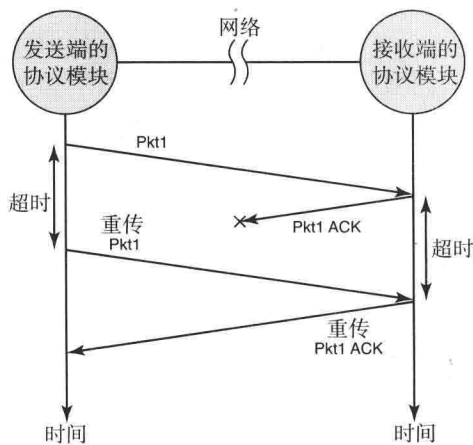 网络
发送端的
协议模块
接收端的
协议模块
Pkt1
超时
Pkt1 ACK
重传
Pkt1
超时
重传
Pkt1 ACK
时间
时间